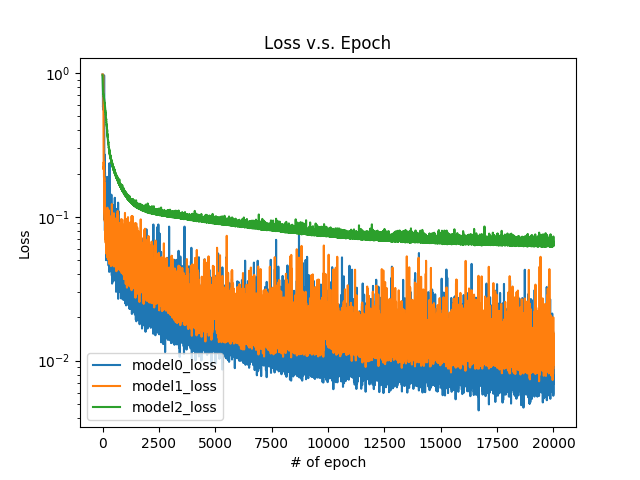 Loss v.s. Epoch
10⁰
10⁻¹
10⁻²
Loss
model0_loss
model1_loss
model2_loss
0 2500 5000 7500 10000 12500 15000 17500 20000
# of epoch